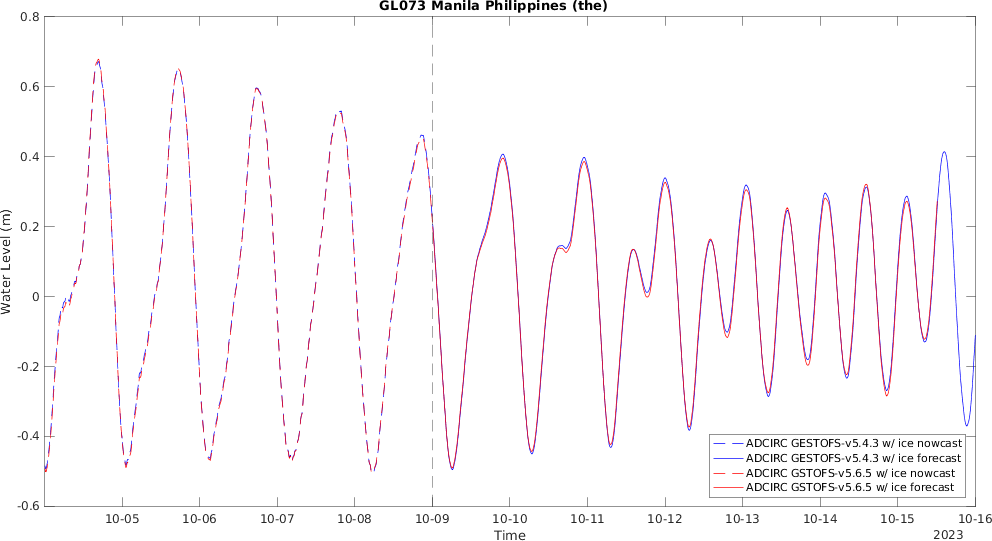 GL073 Manila Philippines (the)
0.8
0.6
0.4
0.2
0
-0.2
-0.4
-0.6
Water Level (m)
10-05 10-06 10-07 10-08 10-09 10-10 10-11 10-12 10-13 10-14 10-15 10-16
Time
2023
ADCIRC GESTOFS-v5.4.3 w/ ice nowcast
ADCIRC GESTOFS-v5.4.3 w/ ice forecast
ADCIRC GSTOFS-v5.6.5 w/ ice nowcast
ADCIRC GSTOFS-v5.6.5 w/ ice forecast